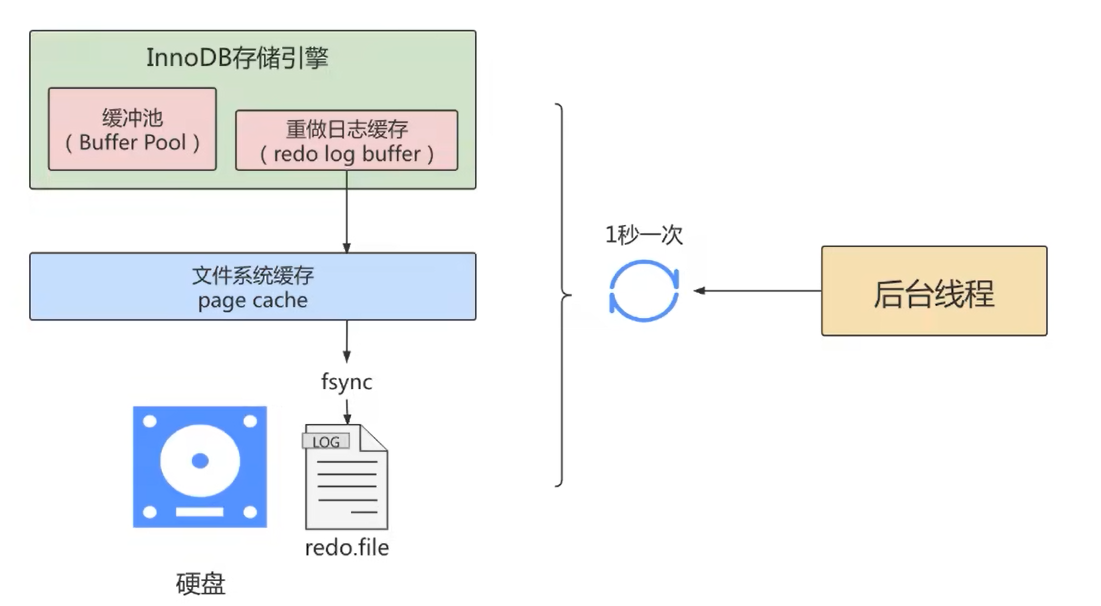 InnoDB存储引擎
缓冲池
（Buffer Pool）
重做日志缓存
（redo log buffer）
文件系统缓存
page cache
fsync
LOG
redo.file
硬盘
1秒一次
后台线程